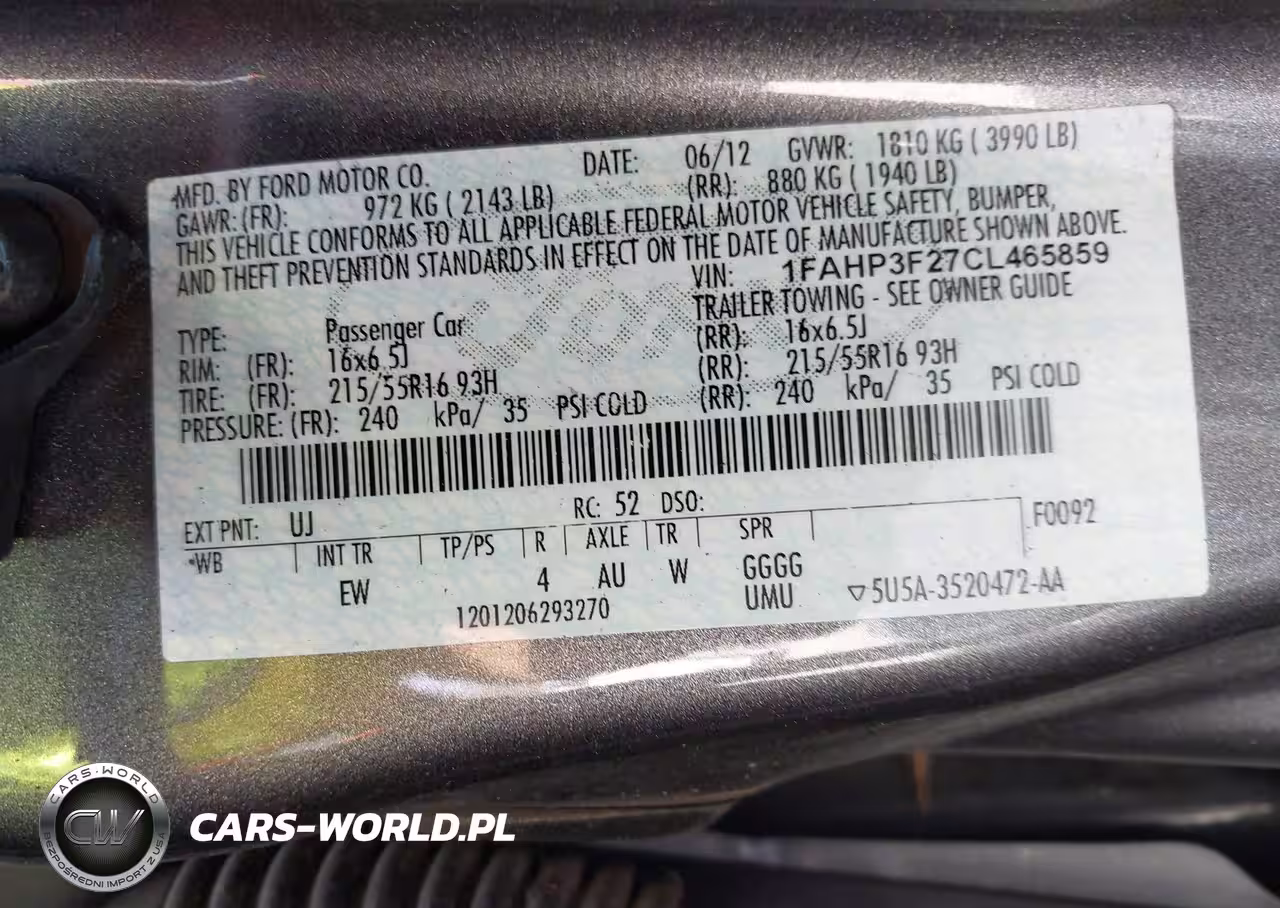 MFD. BY FORD MOTOR CO. DATE: 06/12 GVWR: 1810 KG ( 3990 LB)
GAWR: (FR): 972 KG ( 2143 LB) (RR): 880 KG ( 1940 LB)
THIS VEHICLE CONFORMS TO ALL APPLICABLE FEDERAL MOTOR VEHICLE SAFETY, BUMPER,
AND THEFT PREVENTION STANDARDS IN EFFECT ON THE DATE OF MANUFACTURE SHOWN ABOVE.
VIN: 1FAHP3F27CL465859
TRAILER TOWING - SEE OWNER GUIDE
TYPE: Passenger Car
RIM: (FR): 16x6.5J (RR): 16x6.5J
TIRE: (FR): 215/55R16 93H (RR): 215/55R16 93H
PRESSURE: (FR): 240 kPa/ 35 PSI COLD (RR): 240 kPa/ 35 PSI COLD
EXT PNT: UJ RC: 52 DSO: F0092
*WB INT TR TP/PS R AXLE TR SPR
EW 4 AU W GGGG
1201206293270 UMU ▽5U5A-3520472-AA
CARS-WORLD
CW
BEZPOŚREDNI IMPORT Z USA
CARS-WORLD.PL